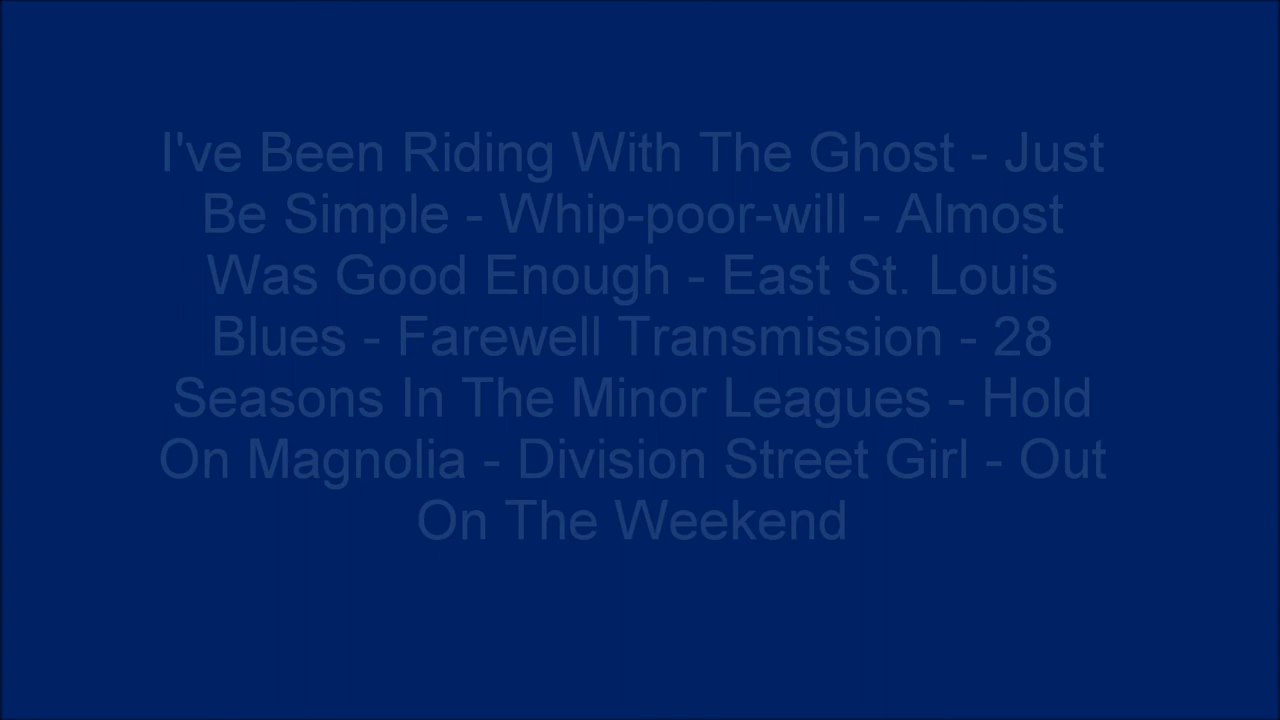 I've Been Riding With The Ghost - Just
Be Simple - Whip-poor-will - Almost
Was Good Enough - East St. Louis
Blues - Farewell Transmission - 28
Seasons In The Minor Leagues - Hold
On Magnolia - Division Street Girl - Out
On The Weekend